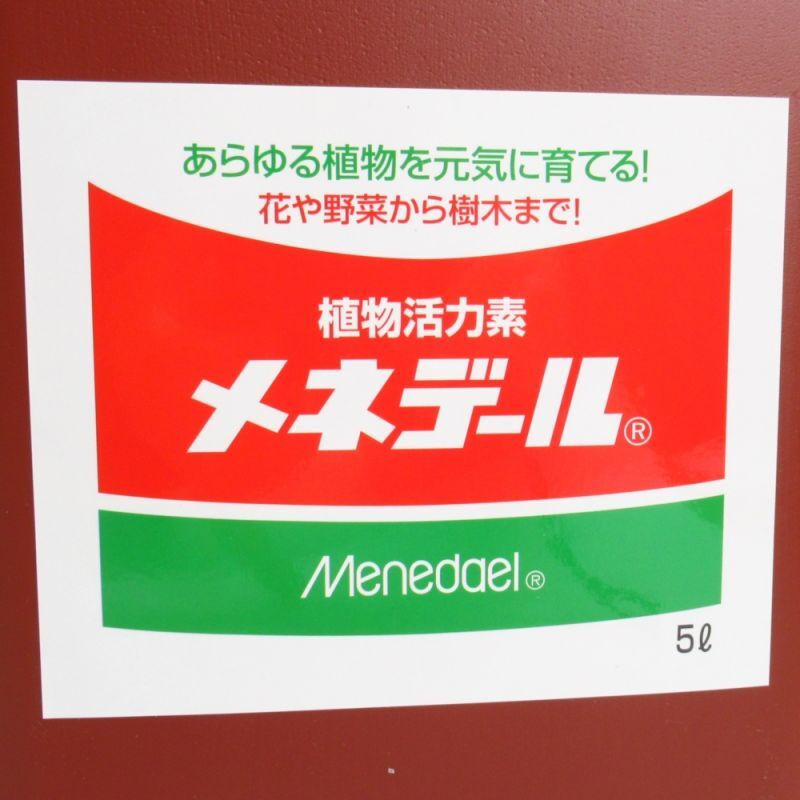 あらゆる植物を元気に育てる!
花や野菜から樹木まで!
植物活力素
メネデール®
Menedael®
5ℓ